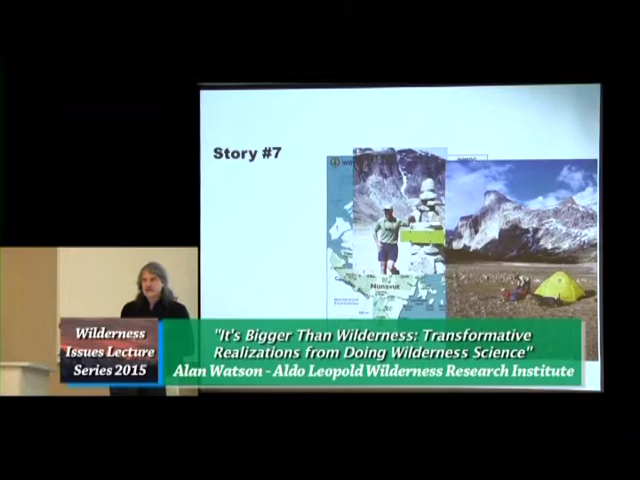 Story #7
Nunavut
Wilderness
Issues Lecture
Series 2015
"It's Bigger Than Wilderness: Transformative
Realizations from Doing Wilderness Science"
Alan Watson - Aldo Leopold Wilderness Research Institute